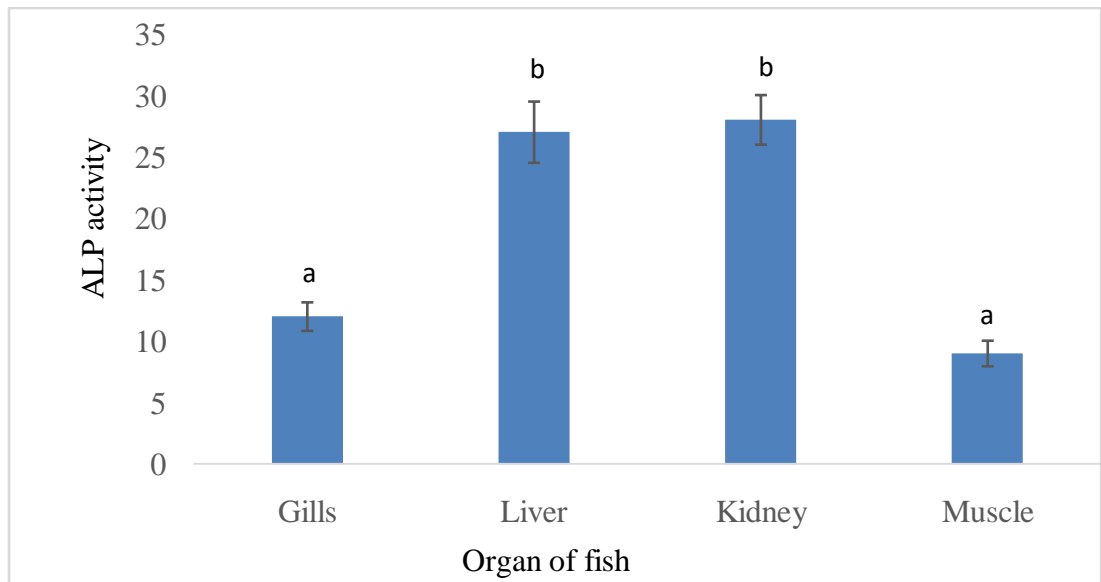 35
30
25
20
15
10
5
0
ALP activity
a
b
b
a
Gills
Liver
Kidney
Muscle
Organ of fish